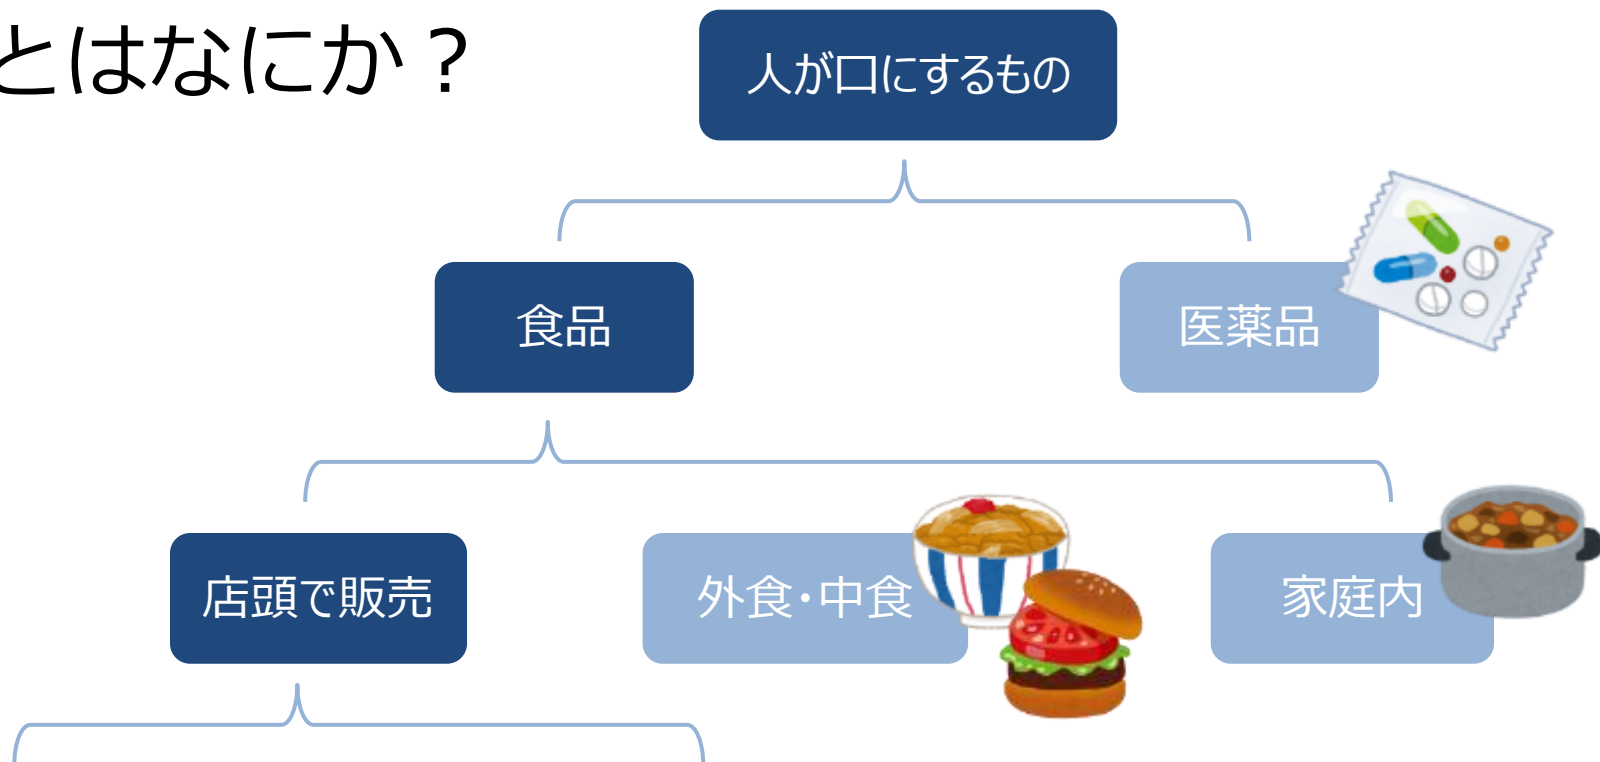 とはなにか？
人が口にするもの
食品
医薬品
店頭で販売
外食・中食
家庭内